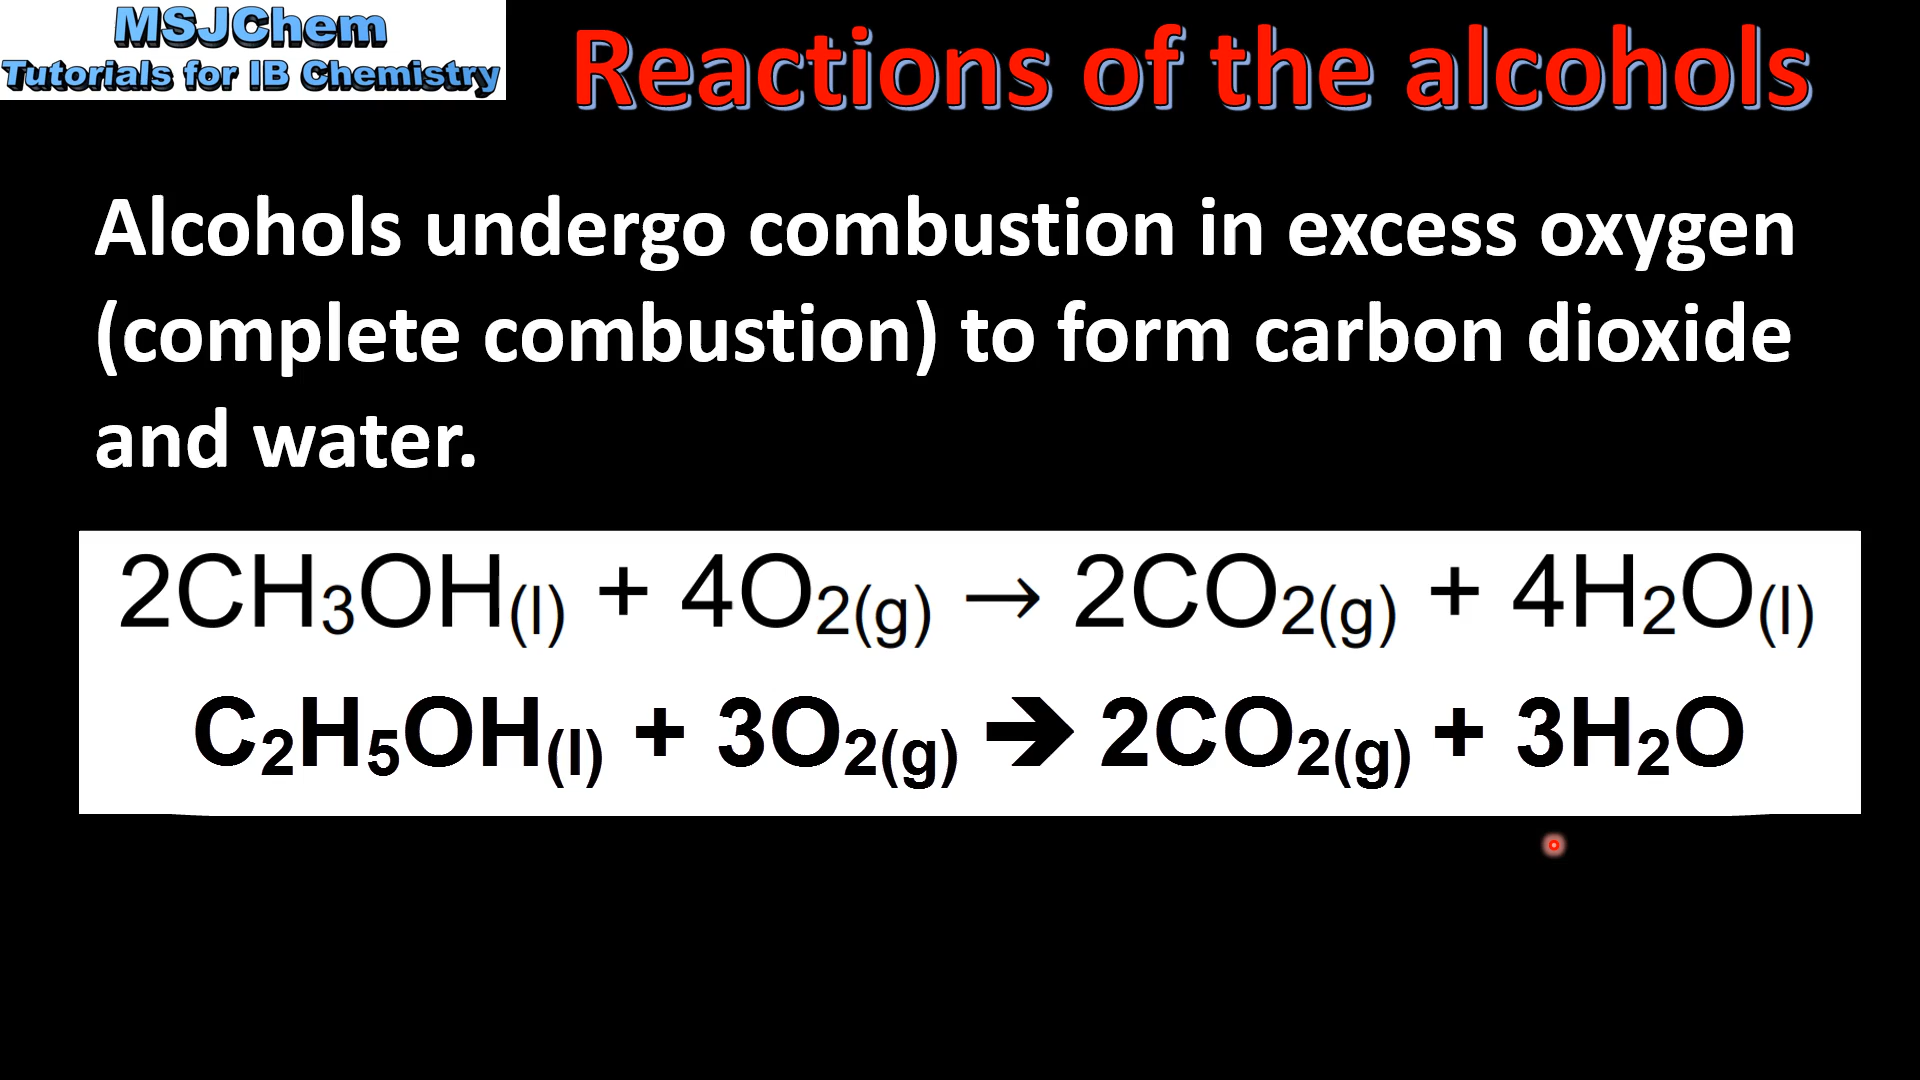 MSJChem
Tutorials for IB Chemistry
Reactions of the alcohols
Alcohols undergo combustion in excess oxygen
(complete combustion) to form carbon dioxide
and water.
2CH₃OH₍ₗ₎ + 4O₂(g) → 2CO₂(g) + 4H₂O(l)
C₂H₅OH(l) + 3O₂(g) ➔ 2CO₂(g) + 3H₂O